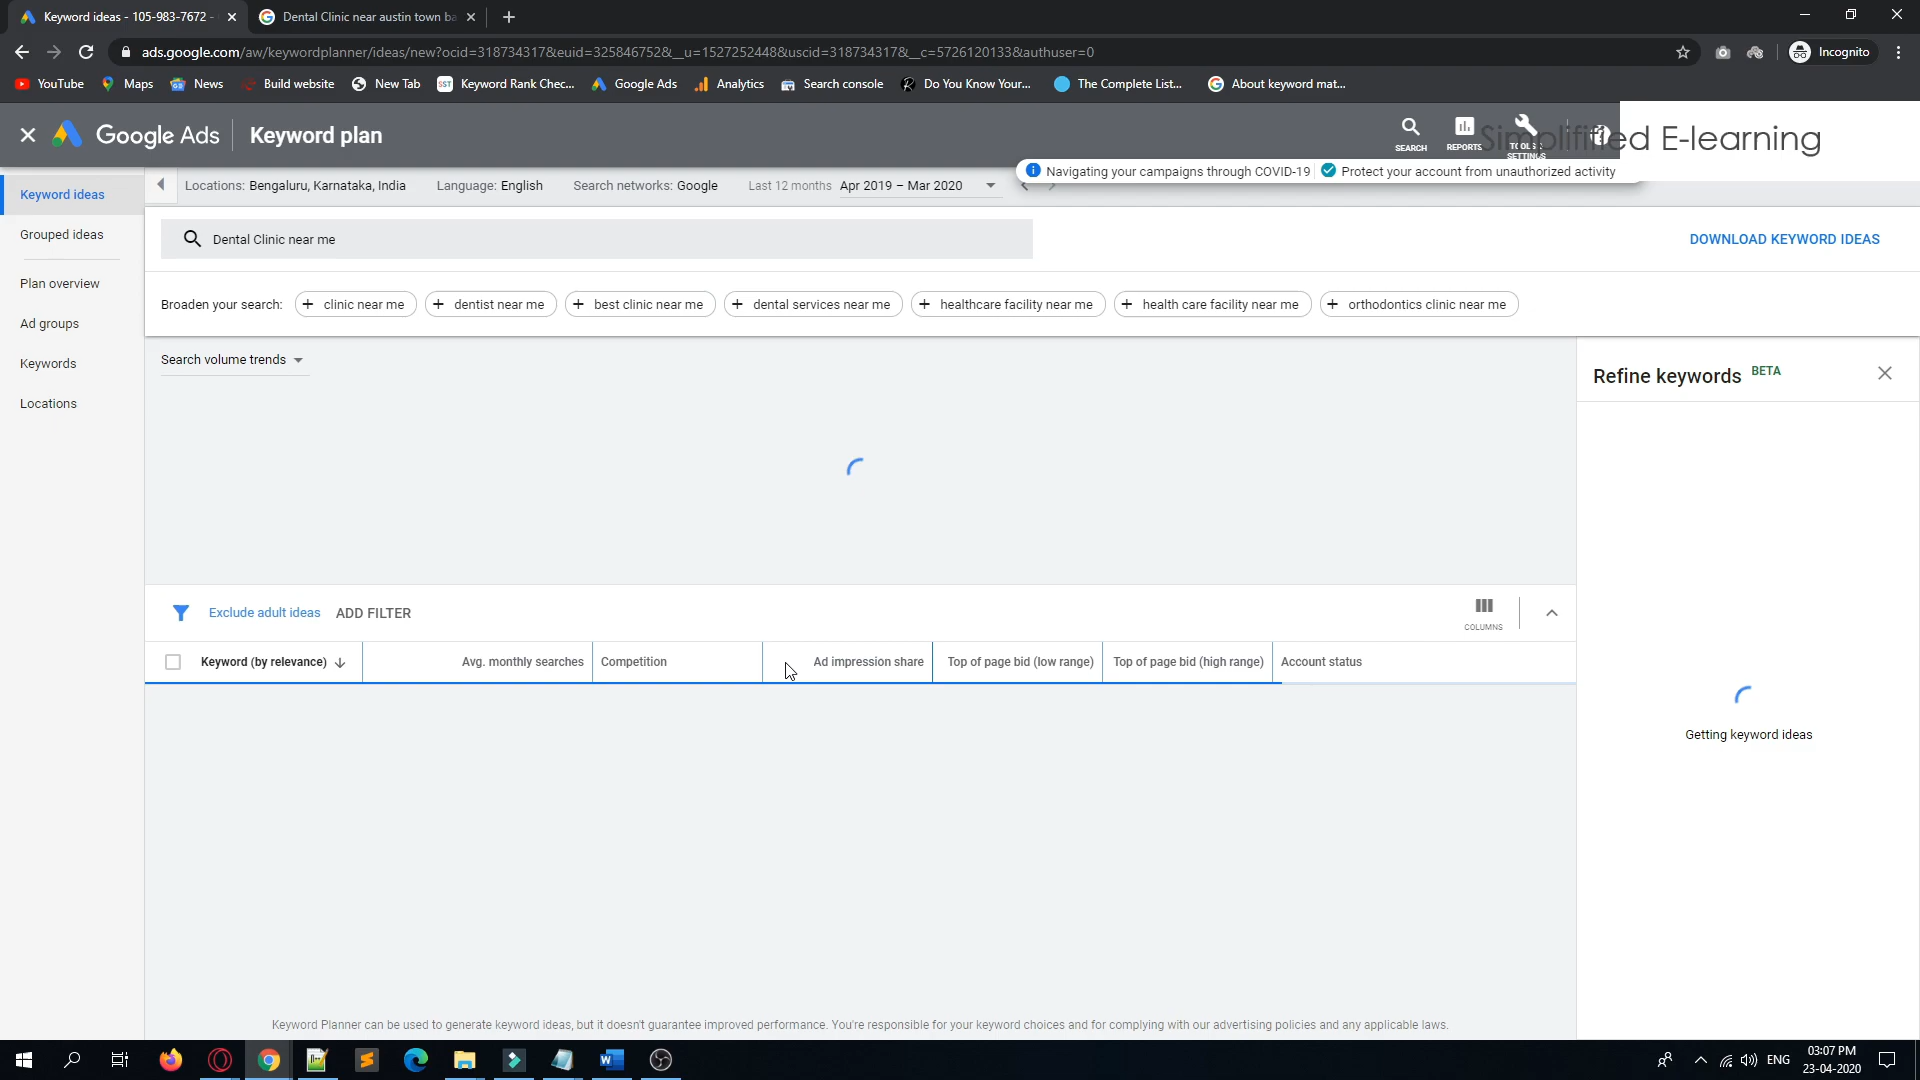 Keyword ideas - 105-983-7672 -
Dental Clinic near austin town ba
ads.google.com/aw/keywordplanner/ideas/new?ocid=318734317&euid=325846752&__u=1527252448&uscid=318734317&__c=5726120133&authuser=0
Incognito
YouTube Maps News Build website New Tab SST Keyword Rank Chec... Google Ads Analytics Search console Do You Know Your... The Complete List... About keyword mat...
Google Ads Keyword plan
SEARCH REPORTS TOOLS & SETTINGS
E-learning
Navigating your campaigns through COVID-19 Protect your account from unauthorized activity
Locations: Bengaluru, Karnataka, India Language: English Search networks: Google Last 12 months Apr 2019 – Mar 2020
Keyword ideas
Grouped ideas
Plan overview
Ad groups
Keywords
Locations
Dental Clinic near me
DOWNLOAD KEYWORD IDEAS
Broaden your search: + clinic near me + dentist near me + best clinic near me + dental services near me + healthcare facility near me + health care facility near me + orthodontics clinic near me
Search volume trends
Refine keywords BETA
Getting keyword ideas
Exclude adult ideas ADD FILTER
COLUMNS
Keyword (by relevance) Avg. monthly searches Competition Ad impression share Top of page bid (low range) Top of page bid (high range) Account status
Keyword Planner can be used to generate keyword ideas, but it doesn't guarantee improved performance. You're responsible for your keyword choices and for complying with our advertising policies and any applicable laws.
ENG
03:07 PM
23-04-2020